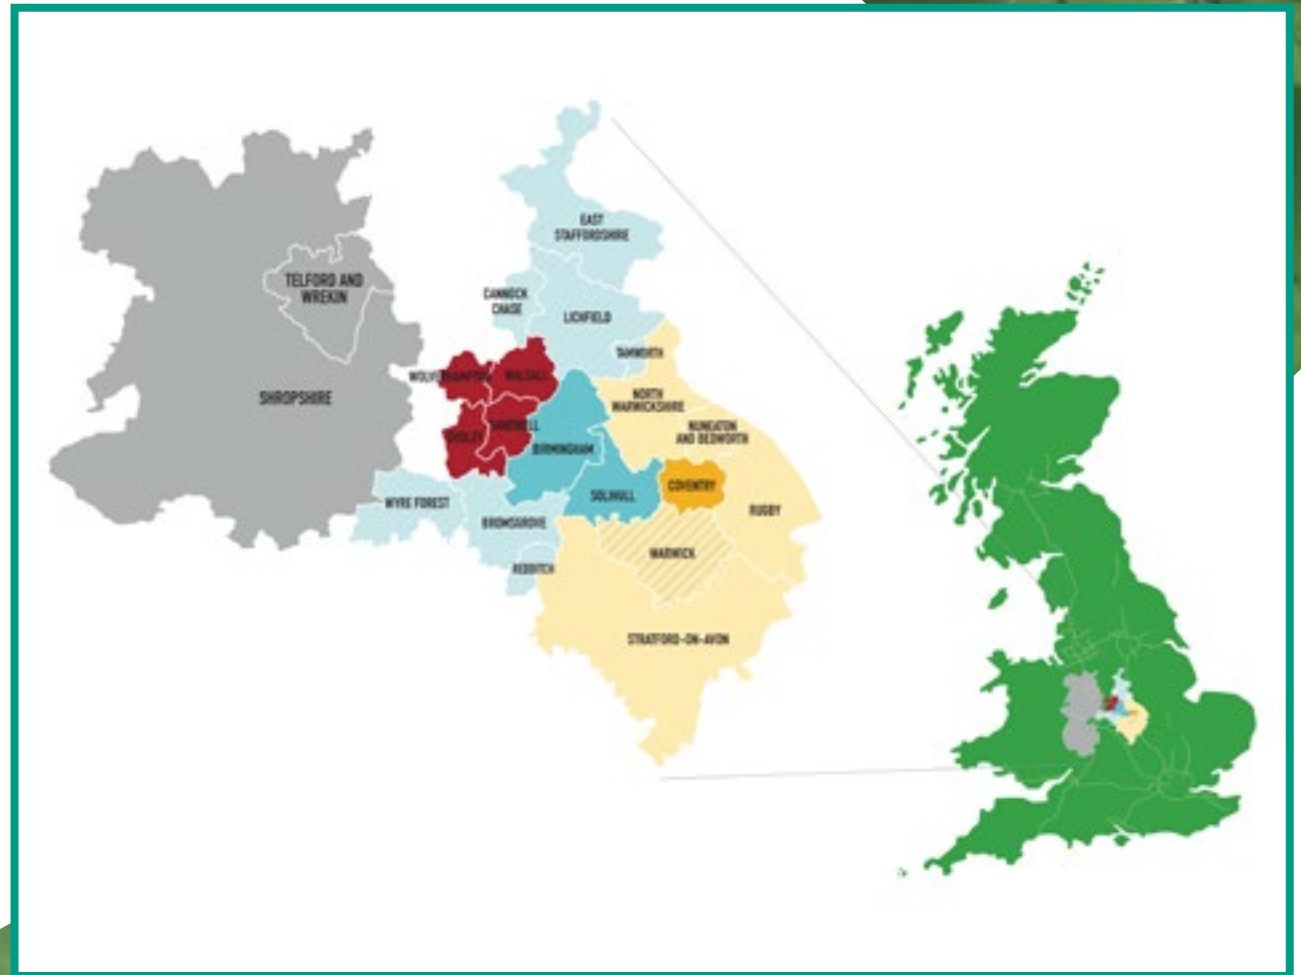 EAST
STAFFORDSHIRE
TELFORD AND
WREKIN
CANNOCK
CHASE
LICHFIELD
TAMWORTH
WOLVERHAMPTON
WALSALL
SHROPSHIRE
NORTH
WARWICKSHIRE
SANDWELL
NUNEATON
AND BEDWORTH
DUDLEY
BIRMINGHAM
COVENTRY
SOLIHULL
WYRE FOREST
RUGBY
BROMSGROVE
WARWICK
REDDITCH
STRATFORD-ON-AVON